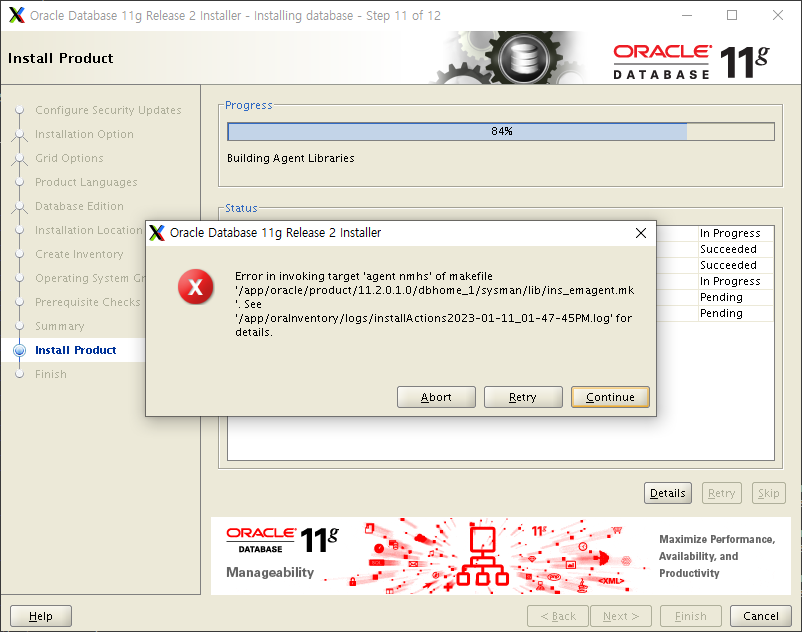 Oracle Database 11g Release 2 Installer - Installing database - Step 11 of 12
Install Product
ORACLE
DATABASE 11g
Configure Security Updates
Installation Option
Grid Options
Product Languages
Database Edition
Installation Location
Create Inventory
Operating System Gr
Prerequisite Checks
Summary
Install Product
Finish
Progress
84%
Building Agent Libraries
Status
In Progress
Succeeded
Succeeded
In Progress
Pending
Pending
Oracle Database 11g Release 2 Installer
Error in invoking target 'agent nmhs' of makefile
'/app/oracle/product/11.2.0.1.0/dbhome_1/sysman/lib/ins_emagent.mk
'. See
'/app/oraInventory/logs/installActions2023-01-11_01-47-45PM.log' for
details.
Abort
Retry
Continue
Details
Retry
Skip
ORACLE
DATABASE 11g
Manageability
11g
<XML>
Maximize Performance,
Availability, and
Productivity
Help
< Back
Next >
Finish
Cancel